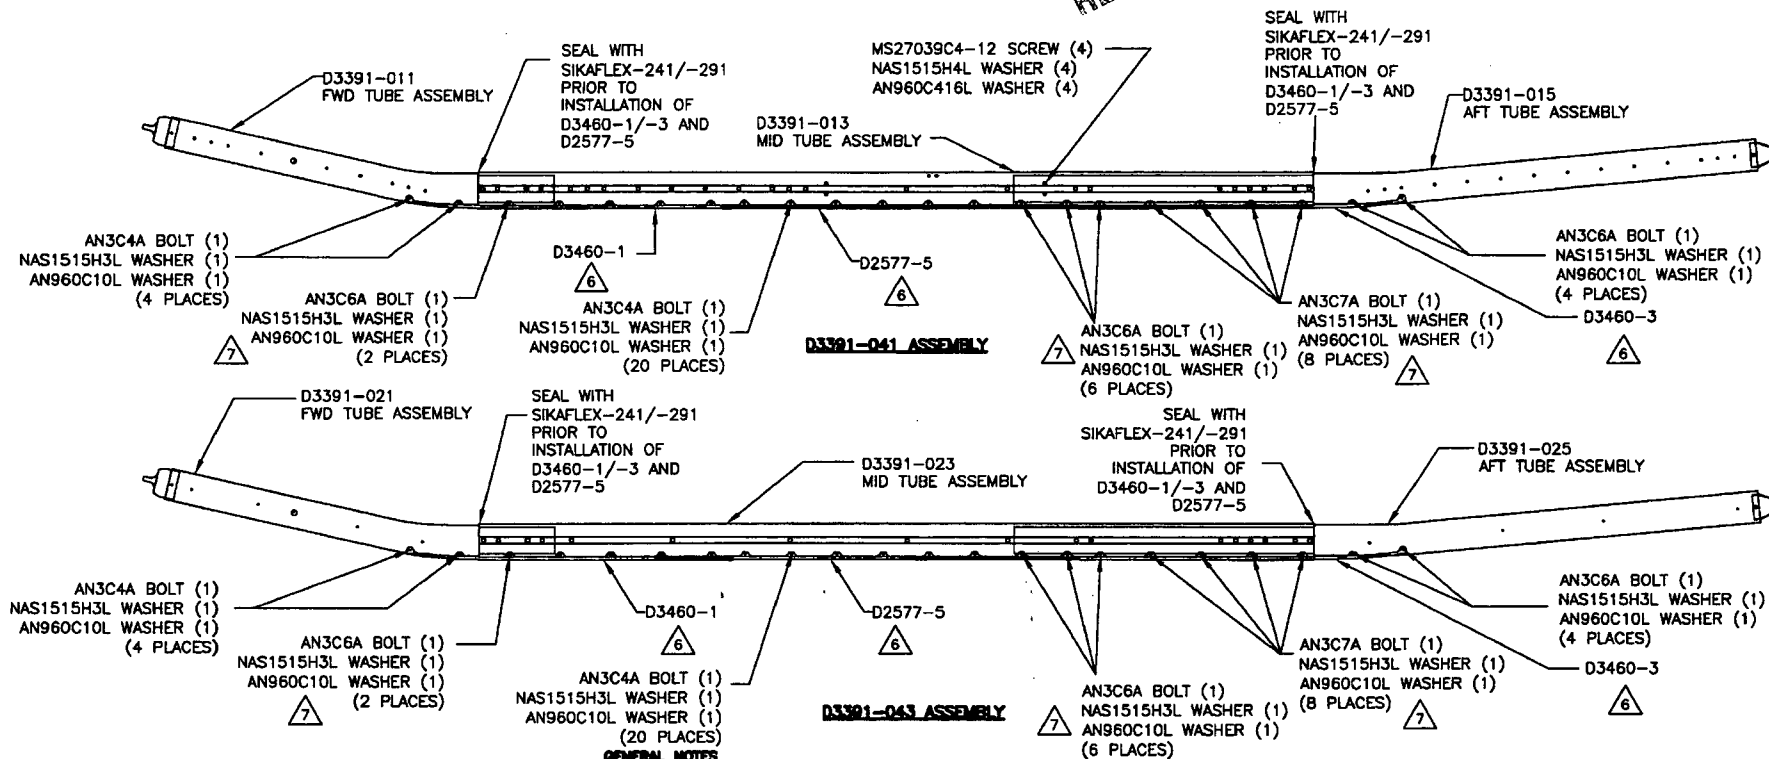 SEAL WITH
SIKAFLEX-241/-291
PRIOR TO
INSTALLATION OF
D3460-1/-3 AND
D2577-5
D3391-011
FWD TUBE ASSEMBLY
SEAL WITH
SIKAFLEX-241/-291
PRIOR TO
INSTALLATION OF
D3460-1/-3 AND
D2577-5
MS27039C4-12 SCREW (4)
NAS1515H4L WASHER (4)
AN960C416L WASHER (4)
D3391-013
MID TUBE ASSEMBLY
D3391-015
AFT TUBE ASSEMBLY
AN3C4A BOLT (1)
NAS1515H3L WASHER (1)
AN960C10L WASHER (1)
(4 PLACES)
AN3C6A BOLT (1)
NAS1515H3L WASHER (1)
AN960C10L WASHER (1)
(2 PLACES)
7
D3460-1
6
AN3C4A BOLT (1)
NAS1515H3L WASHER (1)
AN960C10L WASHER (1)
(20 PLACES)
D2577-5
6
D3391-041 ASSEMBLY
7
AN3C6A BOLT (1)
NAS1515H3L WASHER (1)
AN960C10L WASHER (1)
(6 PLACES)
AN3C7A BOLT (1)
NAS1515H3L WASHER (1)
AN960C10L WASHER (1)
(8 PLACES)
7
AN3C6A BOLT (1)
NAS1515H3L WASHER (1)
AN960C10L WASHER (1)
(4 PLACES)
D3460-3
6
D3391-021
FWD TUBE ASSEMBLY
SEAL WITH
SIKAFLEX-241/-291
PRIOR TO
INSTALLATION OF
D3460-1/-3 AND
D2577-5
D3391-023
MID TUBE ASSEMBLY
SEAL WITH
SIKAFLEX-241/-291
PRIOR TO
INSTALLATION OF
D3460-1/-3 AND
D2577-5
D3391-025
AFT TUBE ASSEMBLY
AN3C4A BOLT (1)
NAS1515H3L WASHER (1)
AN960C10L WASHER (1)
(4 PLACES)
AN3C6A BOLT (1)
NAS1515H3L WASHER (1)
AN960C10L WASHER (1)
(2 PLACES)
7
D3460-1
6
AN3C4A BOLT (1)
NAS1515H3L WASHER (1)
AN960C10L WASHER (1)
(20 PLACES)
D2577-5
6
D3391-043 ASSEMBLY
7
AN3C6A BOLT (1)
NAS1515H3L WASHER (1)
AN960C10L WASHER (1)
(6 PLACES)
AN3C7A BOLT (1)
NAS1515H3L WASHER (1)
AN960C10L WASHER (1)
(8 PLACES)
7
AN3C6A BOLT (1)
NAS1515H3L WASHER (1)
AN960C10L WASHER (1)
(4 PLACES)
D3460-3
6
GENERAL NOTES